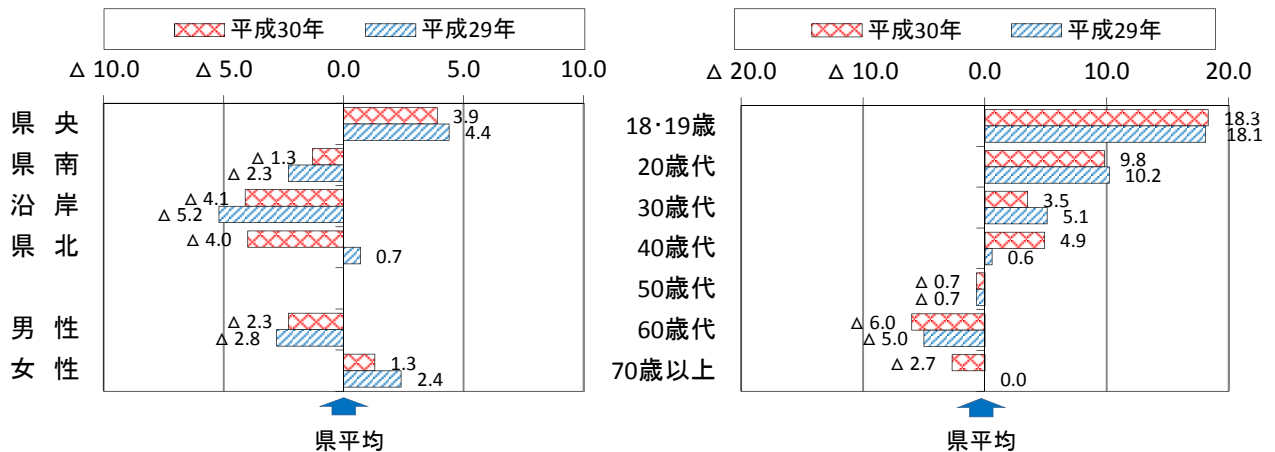 平成30年 平成29年
△ 10.0 △ 5.0 0.0 5.0 10.0
県 央 3.9
4.4
県 南 △ 1.3
△ 2.3
沿 岸 △ 4.1
△ 5.2
県 北 △ 4.0
0.7
男 性 △ 2.3
△ 2.8
女 性 1.3
2.4
県平均
平成30年 平成29年
△ 20.0 △ 10.0 0.0 10.0 20.0
18・19歳 18.3
18.1
20歳代 9.8
10.2
30歳代 3.5
5.1
40歳代 4.9
0.6
50歳代 △ 0.7
△ 0.7
60歳代 △ 6.0
△ 5.0
70歳以上 △ 2.7
0.0
県平均